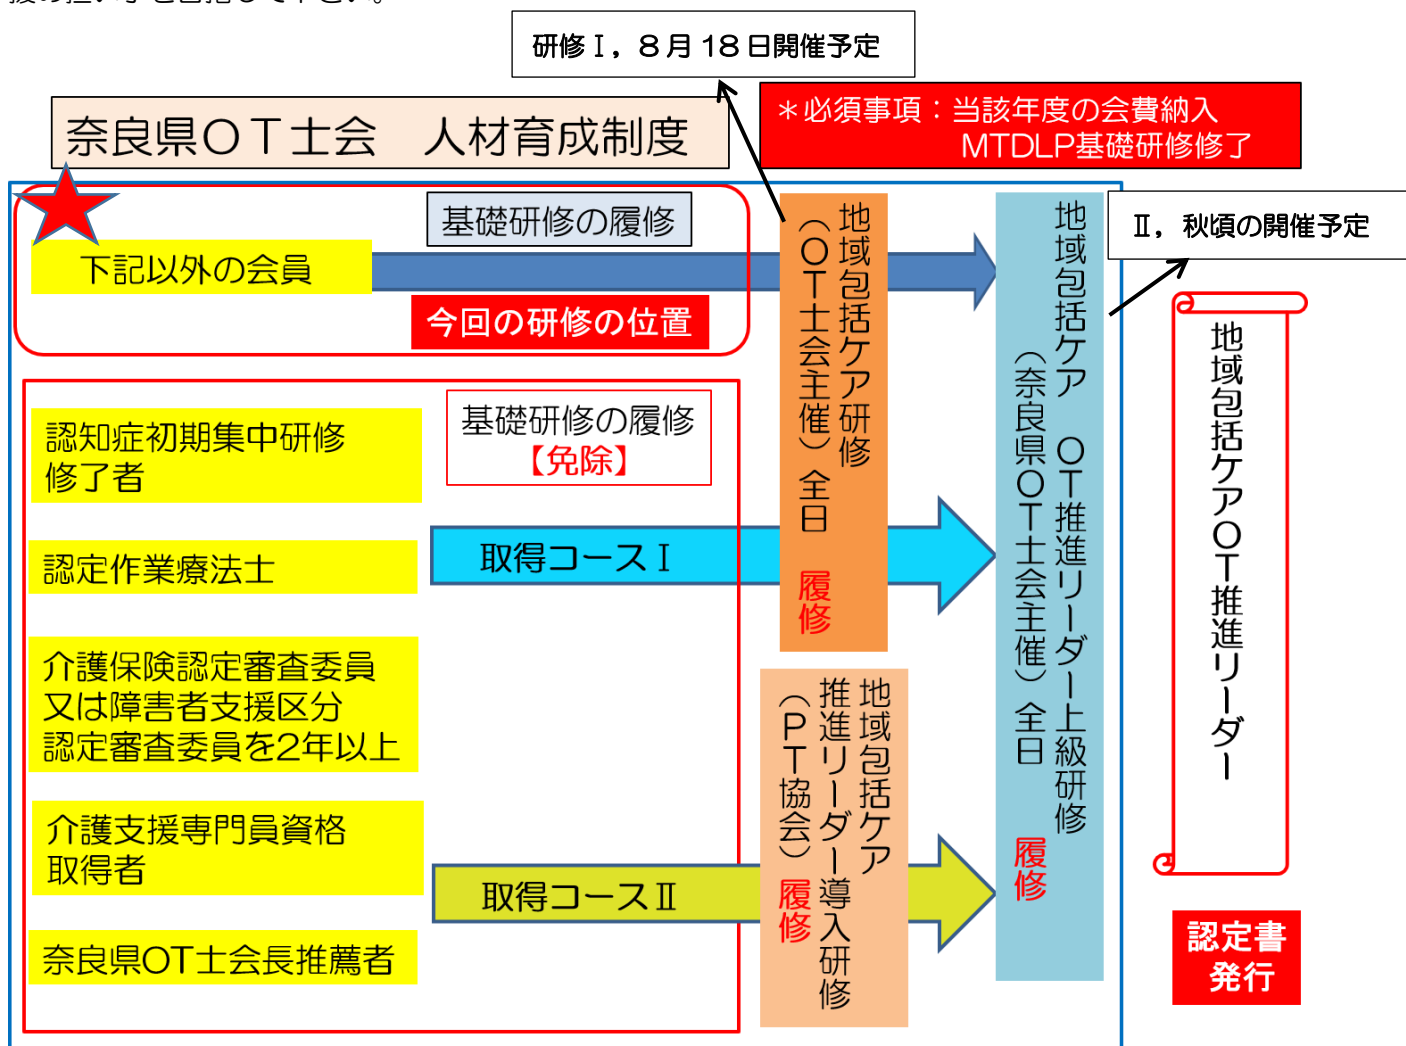 研修Ⅰ，８月18日開催予定
奈良県ＯＴ士会　人材育成制度
＊必須事項：当該年度の会費納入
MTDLP基礎研修修了
基礎研修の履修
下記以外の会員
今回の研修の位置
Ⅱ，秋頃の開催予定
認知症初期集中研修
修了者
基礎研修の履修
【免除】
認定作業療法士
取得コースⅠ
介護保険認定審査委員
又は障害者支援区分
認定審査委員を2年以上
介護支援専門員資格
取得者
取得コースⅡ
奈良県OT士会長推薦者
地域包括ケア研修
（ＯＴ士会主催）全日　履修
地域包括ケア
推進リーダー導入研修
（ＰＴ協会）履修
地域包括ケア　ＯＴ推進リーダー上級研修
（奈良県ＯＴ士会主催）全日　履修
地域包括ケアＯＴ推進リーダー
認定書
発行